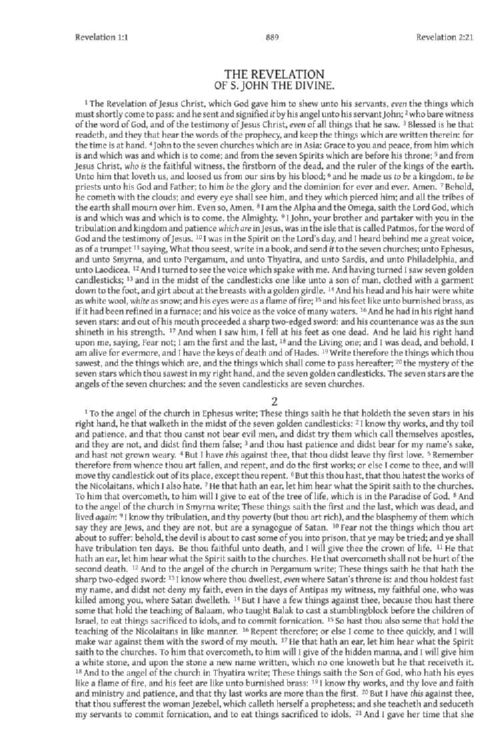 Revelation 1:1 889 Revelation 2:21
THE REVELATION
OF S. JOHN THE DIVINE.
1 The Revelation of Jesus Christ, which God gave him to shew unto his servants, even the things which
must shortly come to pass: and he sent and signified it by his angel unto his servant John; 2 who bare witness
of the word of God, and of the testimony of Jesus Christ, even of all things that he saw. 3 Blessed is he that
readeth, and they that hear the words of the prophecy, and keep the things which are written therein: for
the time is at hand. 4 John to the seven churches which are in Asia: Grace to you and peace, from him which
is and which was and which is to come; and from the seven Spirits which are before his throne; 5 and from
Jesus Christ, who is the faithful witness, the firstborn of the dead, and the ruler of the kings of the earth.
Unto him that loveth us, and loosed us from our sins by his blood; 6 and he made us to be a kingdom, to be
priests unto his God and Father; to him be the glory and the dominion for ever and ever. Amen. 7 Behold,
he cometh with the clouds; and every eye shall see him, and they which pierced him; and all the tribes of
the earth shall mourn over him. Even so, Amen. 8 I am the Alpha and the Omega, saith the Lord God, which
is and which was and which is to come, the Almighty. 9 I John, your brother and partaker with you in the
tribulation and kingdom and patience which are in Jesus, was in the isle that is called Patmos, for the word of
God and the testimony of Jesus. 10 I was in the Spirit on the Lord's day, and I heard behind me a great voice,
as of a trumpet 11 saying, What thou seest, write in a book, and send it to the seven churches; unto Ephesus,
and unto Smyrna, and unto Pergamum, and unto Thyatira, and unto Sardis, and unto Philadelphia, and
unto Laodicea. 12 And I turned to see the voice which spake with me. And having turned I saw seven golden
candlesticks; 13 and in the midst of the candlesticks one like unto a son of man, clothed with a garment
down to the foot, and girt about at the breasts with a golden girdle. 14 And his head and his hair were white
as white wool, white as snow; and his eyes were as a flame of fire; 15 and his feet like unto burnished brass, as
if it had been refined in a furnace; and his voice as the voice of many waters. 16 And he had in his right hand
seven stars: and out of his mouth proceeded a sharp two-edged sword: and his countenance was as the sun
shineth in his strength. 17 And when I saw him, I fell at his feet as one dead. And he laid his right hand
upon me, saying, Fear not; I am the first and the last, 18 and the Living one; and I was dead, and behold, I
am alive for evermore, and I have the keys of death and of Hades. 19 Write therefore the things which thou
sawest, and the things which are, and the things which shall come to pass hereafter; 20 the mystery of the
seven stars which thou sawest in my right hand, and the seven golden candlesticks. The seven stars are the
angels of the seven churches: and the seven candlesticks are seven churches.
2
1 To the angel of the church in Ephesus write; These things saith he that holdeth the seven stars in his
right hand, he that walketh in the midst of the seven golden candlesticks: 2 I know thy works, and thy toil
and patience, and that thou canst not bear evil men, and didst try them which call themselves apostles,
and they are not, and didst find them false; 3 and thou hast patience and didst bear for my name's sake,
and hast not grown weary. 4 But I have this against thee, that thou didst leave thy first love. 5 Remember
therefore from whence thou art fallen, and repent, and do the first works; or else I come to thee, and will
move thy candlestick out of its place, except thou repent. 6 But this thou hast, that thou hatest the works of
the Nicolaitans, which I also hate. 7 He that hath an ear, let him hear what the Spirit saith to the churches.
To him that overcometh, to him will I give to eat of the tree of life, which is in the Paradise of God. 8 And
to the angel of the church in Smyrna write; These things saith the first and the last, which was dead, and
lived again: 9 I know thy tribulation, and thy poverty (but thou art rich), and the blasphemy of them which
say they are Jews, and they are not, but are a synagogue of Satan. 10 Fear not the things which thou art
about to suffer: behold, the devil is about to cast some of you into prison, that ye may be tried; and ye shall
have tribulation ten days. Be thou faithful unto death, and I will give thee the crown of life. 11 He that
hath an ear, let him hear what the Spirit saith to the churches. He that overcometh shall not be hurt of the
second death. 12 And to the angel of the church in Pergamum write; These things saith he that hath the
sharp two-edged sword: 13 I know where thou dwellest, even where Satan's throne is: and thou holdest fast
my name, and didst not deny my faith, even in the days of Antipas my witness, my faithful one, who was
killed among you, where Satan dwelleth. 14 But I have a few things against thee, because thou hast there
some that hold the teaching of Balaam, who taught Balak to cast a stumblingblock before the children of
Israel, to eat things sacrificed to idols, and to commit fornication. 15 So hast thou also some that hold the
teaching of the Nicolaitans in like manner. 16 Repent therefore; or else I come to thee quickly, and I will
make war against them with the sword of my mouth. 17 He that hath an ear, let him hear what the Spirit
saith to the churches. To him that overcometh, to him will I give of the hidden manna, and I will give him
a white stone, and upon the stone a new name written, which no one knoweth but he that receiveth it.
18 And to the angel of the church in Thyatira write; These things saith the Son of God, who hath his eyes
like a flame of fire, and his feet are like unto burnished brass: 19 I know thy works, and thy love and faith
and ministry and patience, and that thy last works are more than the first. 20 But I have this against thee,
that thou sufferest the woman Jezebel, which calleth herself a prophetess; and she teacheth and seduceth
my servants to commit fornication, and to eat things sacrificed to idols. 21 And I gave her time that she